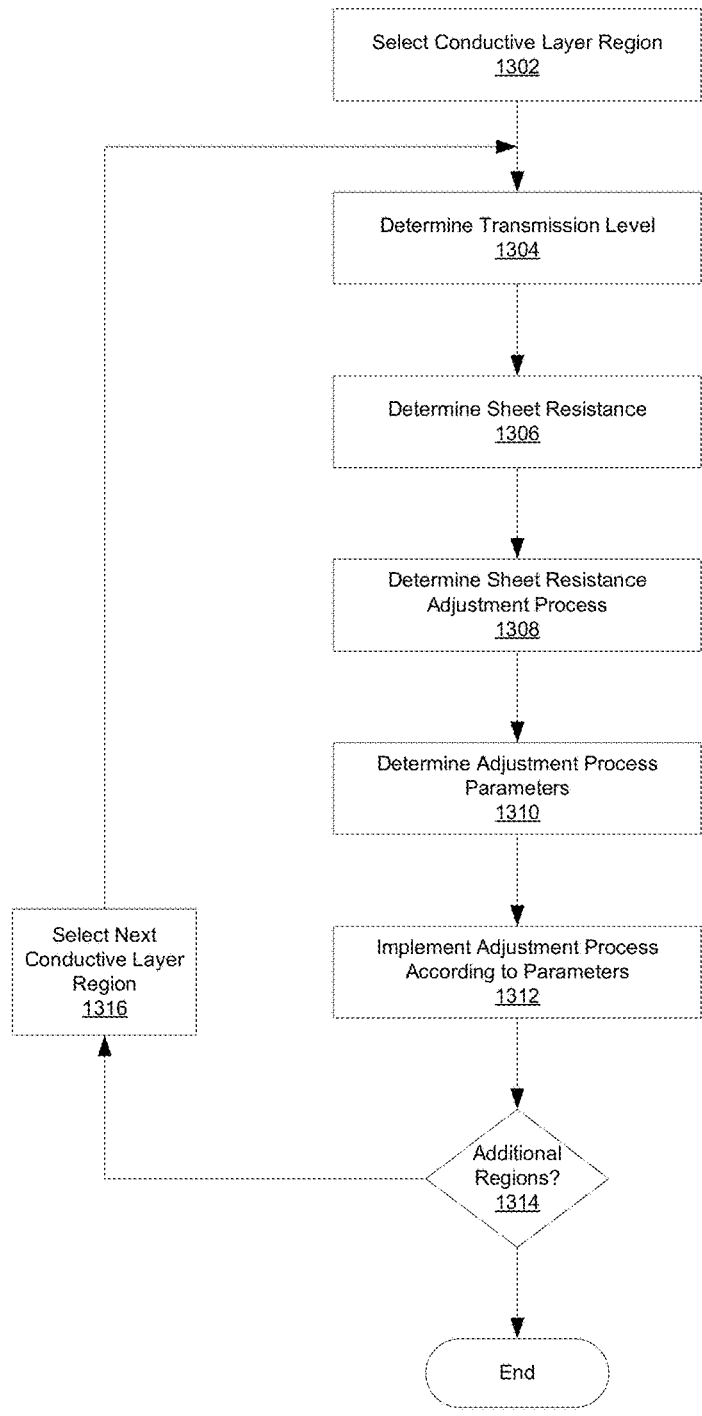 Select Conductive Layer Region
1302
Determine Transmission Level
1304
Determine Sheet Resistance
1306
Determine Sheet Resistance
Adjustment Process
1308
Determine Adjustment Process
Parameters
1310
Implement Adjustment Process
According to Parameters
1312
Additional
Regions?
1314
Select Next
Conductive Layer
Region
1316
End